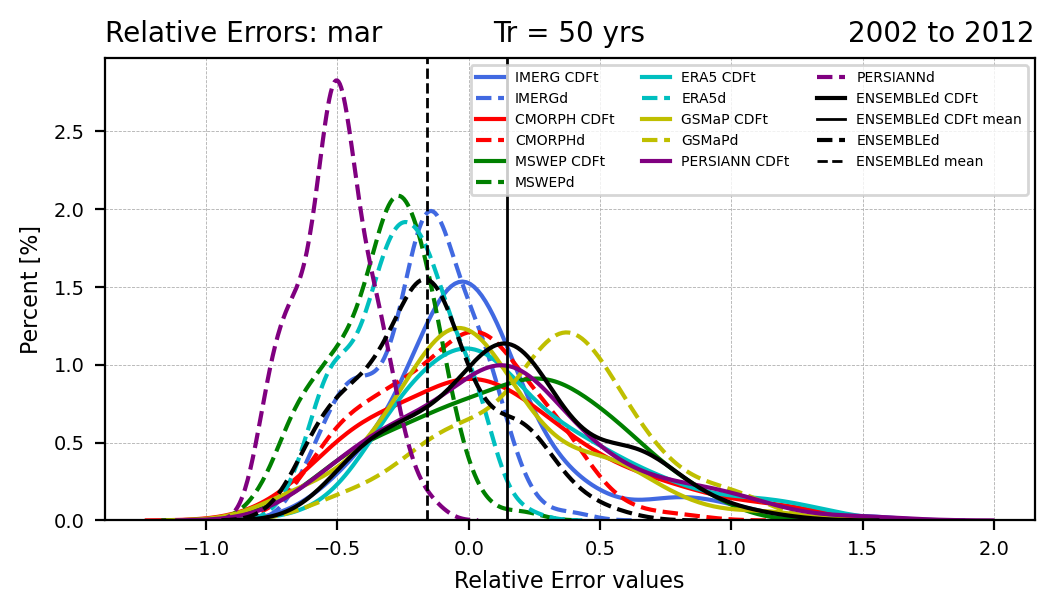 Relative Errors: mar
Tr = 50 yrs
2002 to 2012
IMERG CDFt
IMERGd
CMORPH CDFt
CMORPHd
MSWEP CDFt
MSWEPd
ERA5 CDFt
ERA5d
GSMaP CDFt
GSMaPd
PERSIANN CDFt
PERSIANNd
ENSEMBLEd CDFt
ENSEMBLEd CDFt mean
ENSEMBLEd
ENSEMBLEd mean
Percent [%]
2.5
2.0
1.5
1.0
0.5
0.0
−1.0 −0.5 0.0 0.5 1.0 1.5 2.0
Relative Error values